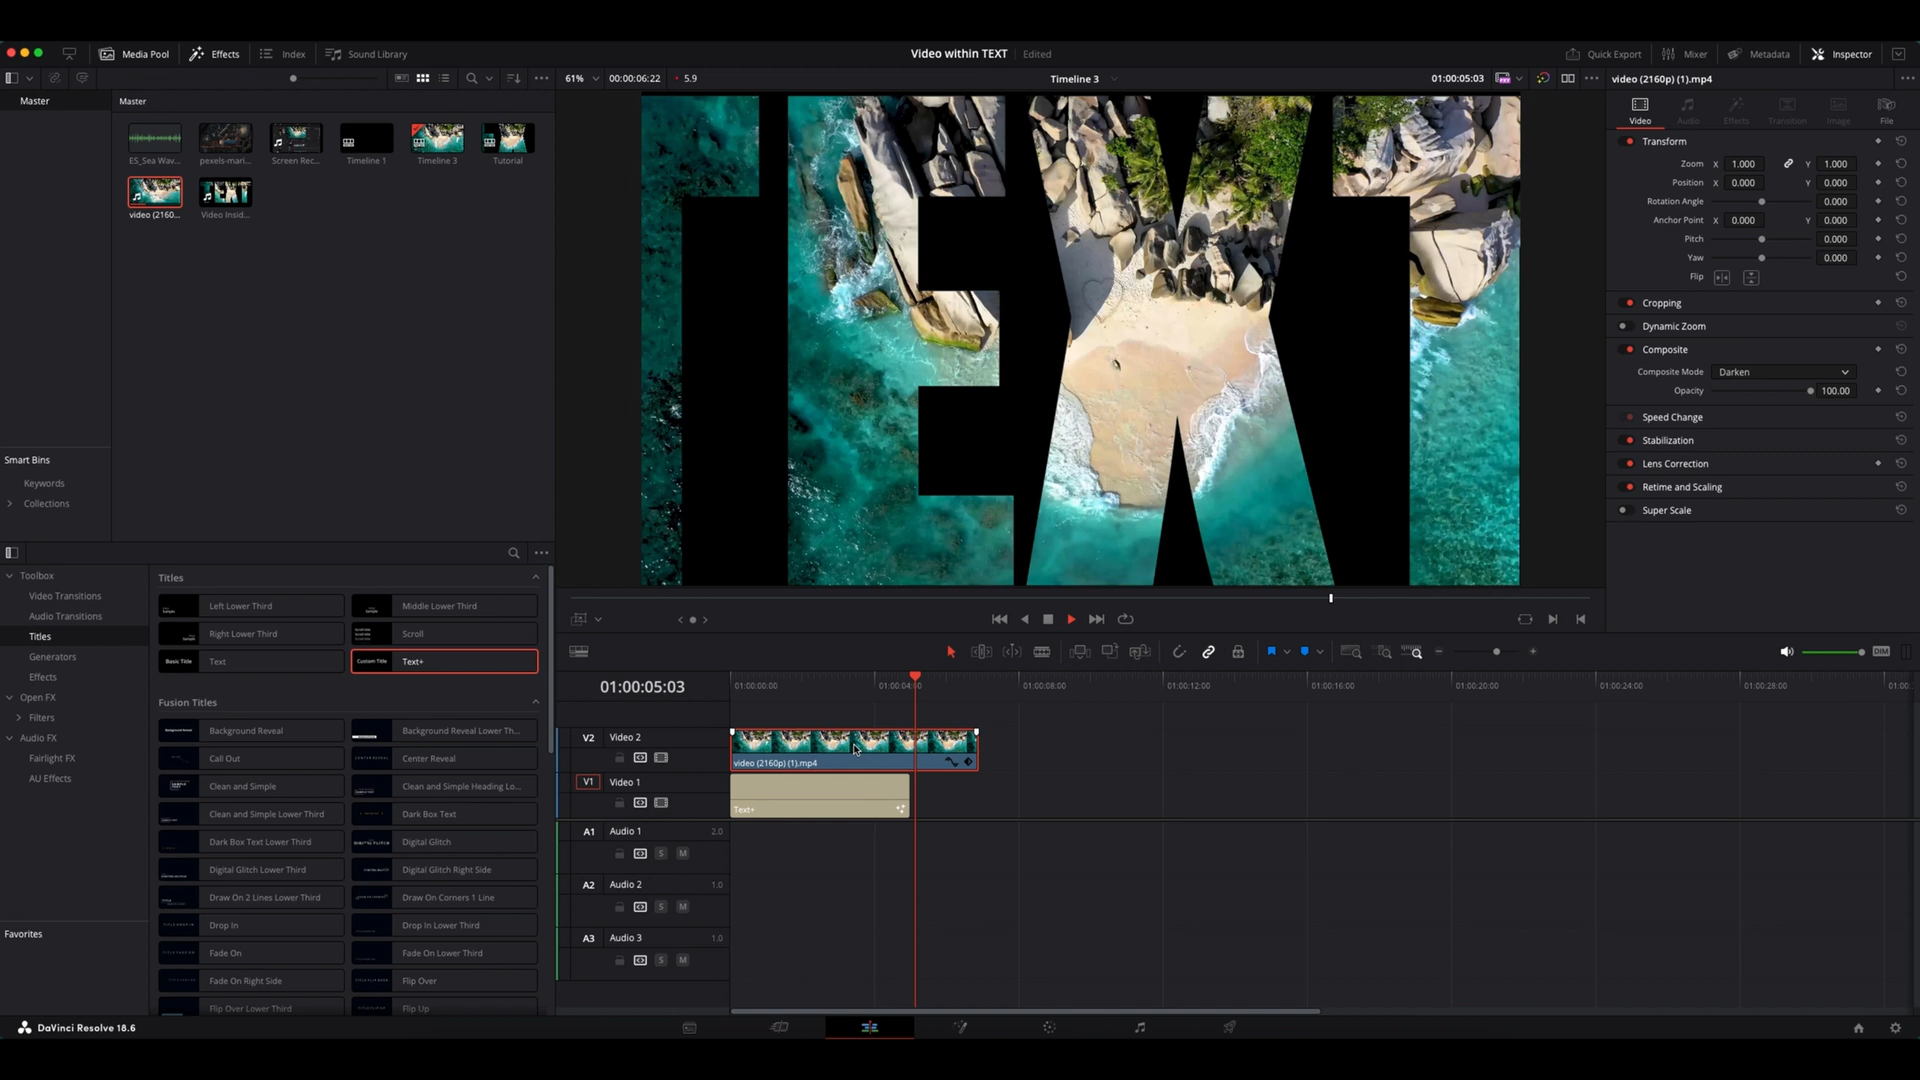 Media Pool
Effects
Index
Sound Library
Video within TEXT
Edited
Quick Export
Mixer
Metadata
Inspector
61%
00:00:06:22
5.9
Timeline 3
01:00:05:03
video (2160p) (1).mp4
Master
Master
ES_Sea Wav...
pexels-mari...
Screen Rec...
Timeline 1
Timeline 3
Tutorial
video (2160...
Video Insid...
Smart Bins
Keywords
Collections
TEXT
Video
Audio
Effects
Transition
Image
File
Transform
Zoom X 1.000 Y 1.000
Position X 0.000 Y 0.000
Rotation Angle 0.000
Anchor Point X 0.000 Y 0.000
Pitch 0.000
Yaw 0.000
Flip
Cropping
Dynamic Zoom
Composite
Composite Mode Darken
Opacity 100.00
Speed Change
Stabilization
Lens Correction
Retime and Scaling
Super Scale
Toolbox
Video Transitions
Audio Transitions
Titles
Generators
Effects
Open FX
Filters
Audio FX
Fairlight FX
AU Effects
Favorites
Titles
Left Lower Third
Middle Lower Third
Right Lower Third
Scroll
Basic Title
Text
Custom Title
Text+
Fusion Titles
Background Reveal
Background Reveal Lower Th...
Call Out
Center Reveal
Clean and Simple
Clean and Simple Heading Lo...
Clean and Simple Lower Third
Dark Box Text
Dark Box Text Lower Third
Digital Glitch
Digital Glitch Lower Third
Digital Glitch Right Side
Draw On 2 Lines Lower Third
Draw On Corners 1 Line
Drop In
Drop In Lower Third
Fade On
Fade On Lower Third
Fade On Right Side
Flip Over
Flip Over Lower Third
Flip Up
DIM
01:00:05:03
01:00:00:00
01:00:04:00
01:00:08:00
01:00:12:00
01:00:16:00
01:00:20:00
01:00:24:00
01:00:28:00
01:00:
V2 Video 2
video (2160p) (1).mp4
V1 Video 1
Text+
A1 Audio 1 2.0
S M
A2 Audio 2 1.0
S M
A3 Audio 3 1.0
S M
DaVinci Resolve 18.6